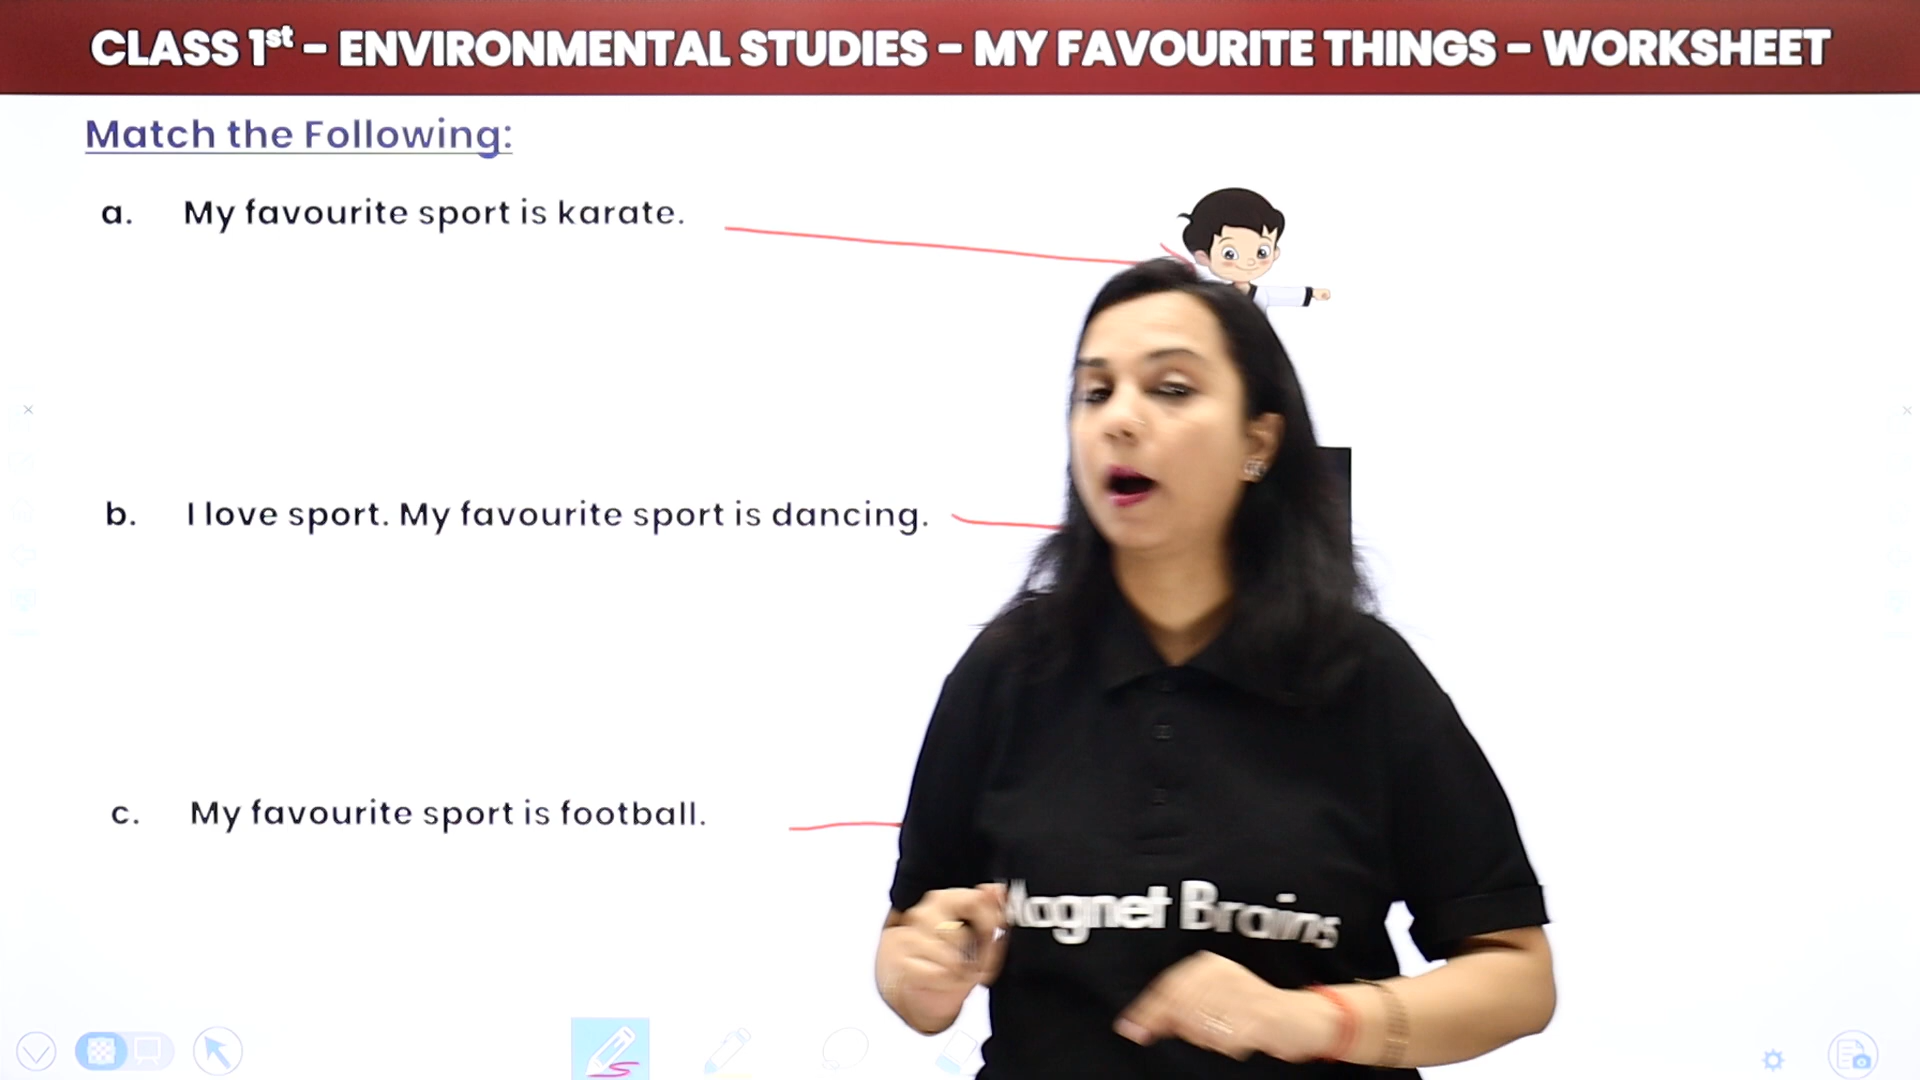 CLASS 1st – ENVIRONMENTAL STUDIES – MY FAVOURITE THINGS – WORKSHEET
Match the Following:
a. My favourite sport is karate.
b. I love sport. My favourite sport is dancing.
c. My favourite sport is football.
Magnet Brains